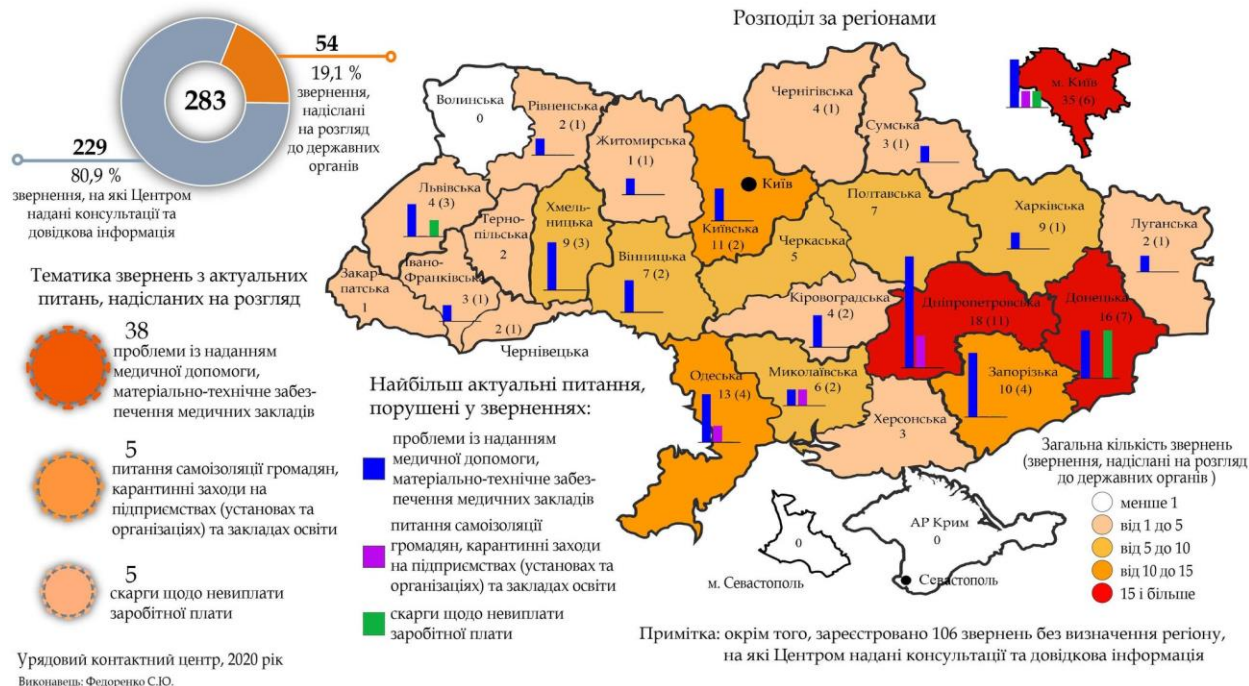 Розподіл за регіонами
283
54
19,1 %
звернення,
надіслані
на розгляд
до державних
органів
229
80,9 %
звернення, на які Центром
надані консультації та
довідкова інформація
Тематика звернень з актуальних
питань, надісланих на розгляд
38
проблеми із наданням
медичної допомоги,
матеріально-технічне забез-
печення медичних закладів
5
питання самоізоляції громадян,
карантинні заходи на
підприємствах (установах та
організаціях) та закладах освіти
5
скарги щодо невиплати
заробітної плати
Урядовий контактний центр, 2020 рік
Виконавець: Федоренко С.Ю.
Волинська
0
Рівненська
2 (1)
Житомирська
1 (1)
Чернігівська
4 (1)
Сумська
3 (1)
м. Київ
35 (6)
Львівська
4 (3)
Терно-
пільська
2
Хмель-
ницька
9 (3)
Київ
Київська
11 (2)
Полтавська
7
Харківська
9 (1)
Луганська
2 (1)
Закар-
патська
1
Івано-
Франківська
3 (1)
2 (1)
Чернівецька
Вінницька
7 (2)
Черкаська
5
Кіровоградська
4 (2)
Дніпропетровська
18 (11)
Донецька
16 (7)
Одеська
13 (4)
Миколаївська
6 (2)
Херсонська
3
Запорізька
10 (4)
АР Крим
0
Севастополь
0
м. Севастополь
Найбільш актуальні питання,
порушені у зверненнях:
проблеми із наданням
медичної допомоги,
матеріально-технічне забез-
печення медичних закладів
питання самоізоляції
громадян, карантинні заходи
на підприємствах (установах та
організаціях) та закладах освіти
скарги щодо невиплати
заробітної плати
Загальна кількість звернень
(звернення, надіслані на розгляд
до державних органів )
менше 1
від 1 до 5
від 5 до 10
від 10 до 15
15 і більше
Примітка: окрім того, зареєстровано 106 звернень без визначення регіону,
на які Центром надані консультації та довідкова інформація